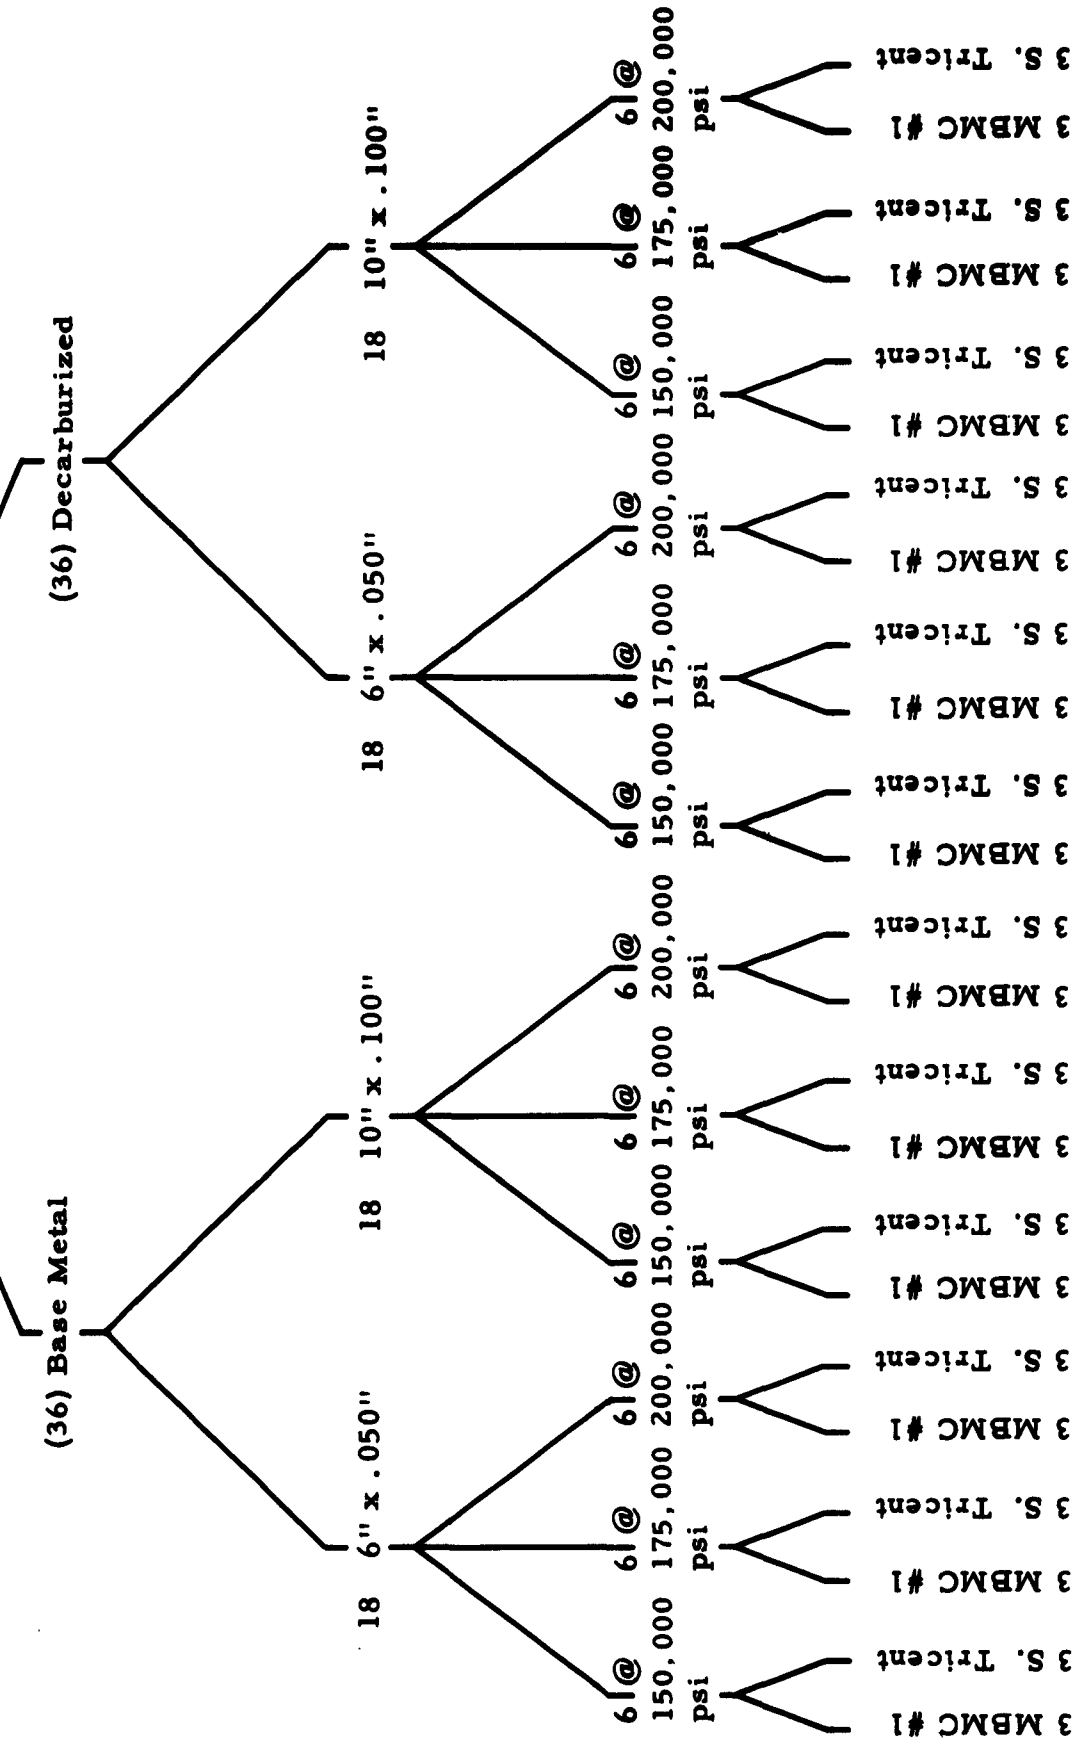 (36) Base Metal
(36) Decarburized
18 6" x .050"
18 10" x .100"
18 6" x .050"
18 10" x .100"
6 @
150,000
psi
6 @
175,000
psi
6 @
200,000
psi
6 @
150,000
psi
6 @
175,000
psi
6 @
200,000
psi
6 @
150,000
psi
6 @
175,000
psi
6 @
200,000
psi
6 @
150,000
psi
6 @
175,000
psi
6 @
200,000
psi
3 MBMC #1
3 S. Tricent
3 MBMC #1
3 S. Tricent
3 MBMC #1
3 S. Tricent
3 MBMC #1
3 S. Tricent
3 MBMC #1
3 S. Tricent
3 MBMC #1
3 S. Tricent
3 MBMC #1
3 S. Tricent
3 MBMC #1
3 S. Tricent
3 MBMC #1
3 S. Tricent
3 MBMC #1
3 S. Tricent
3 MBMC #1
3 S. Tricent
3 MBMC #1
3 S. Tricent